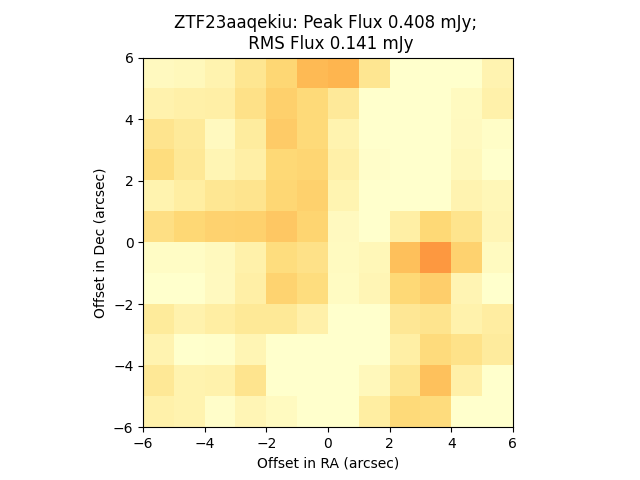 ZTF23aaqekiu: Peak Flux 0.408 mJy;
RMS Flux 0.141 mJy
6
4
2
0
−2
−4
−6
Offset in Dec (arcsec)
−6 −4 −2 0 2 4 6
Offset in RA (arcsec)